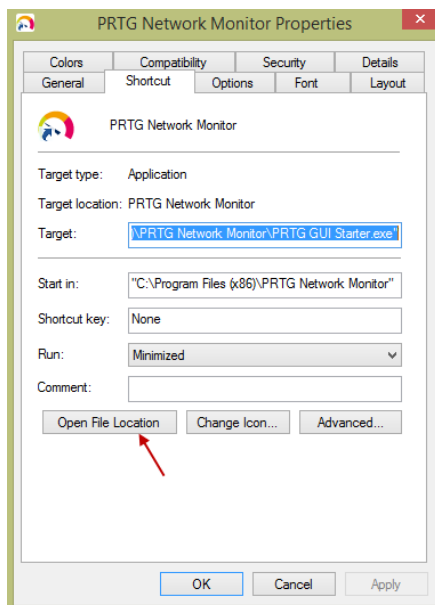 PRTG Network Monitor Properties
Colors Compatibility Security Details
General Shortcut Options Font Layout
PRTG Network Monitor
Target type: Application
Target location: PRTG Network Monitor
Target: )\PRTG Network Monitor\PRTG GUI Starter.exe"
Start in: "C:\Program Files (x86)\PRTG Network Monitor"
Shortcut key: None
Run: Minimized
Comment:
Open File Location Change Icon... Advanced...
OK Cancel Apply